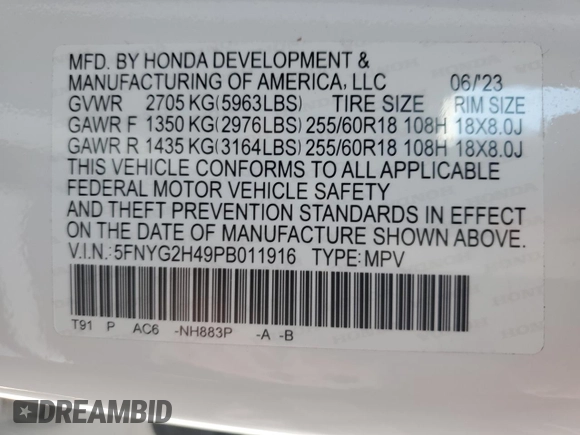 MFD. BY HONDA DEVELOPMENT &
MANUFACTURING OF AMERICA, LLC 06/'23
GVWR 2705 KG(5963LBS) TIRE SIZE RIM SIZE
GAWR F 1350 KG(2976LBS) 255/60R18 108H 18X8.0J
GAWR R 1435 KG(3164LBS) 255/60R18 108H 18X8.0J
THIS VEHICLE CONFORMS TO ALL APPLICABLE
FEDERAL MOTOR VEHICLE SAFETY
AND THEFT PREVENTION STANDARDS IN EFFECT
ON THE DATE OF MANUFACTURE SHOWN ABOVE.
V.I.N.:5FNYG2H49PB011916 TYPE:MPV
T91 P AC6 -NH883P -A -B
DREAMBID